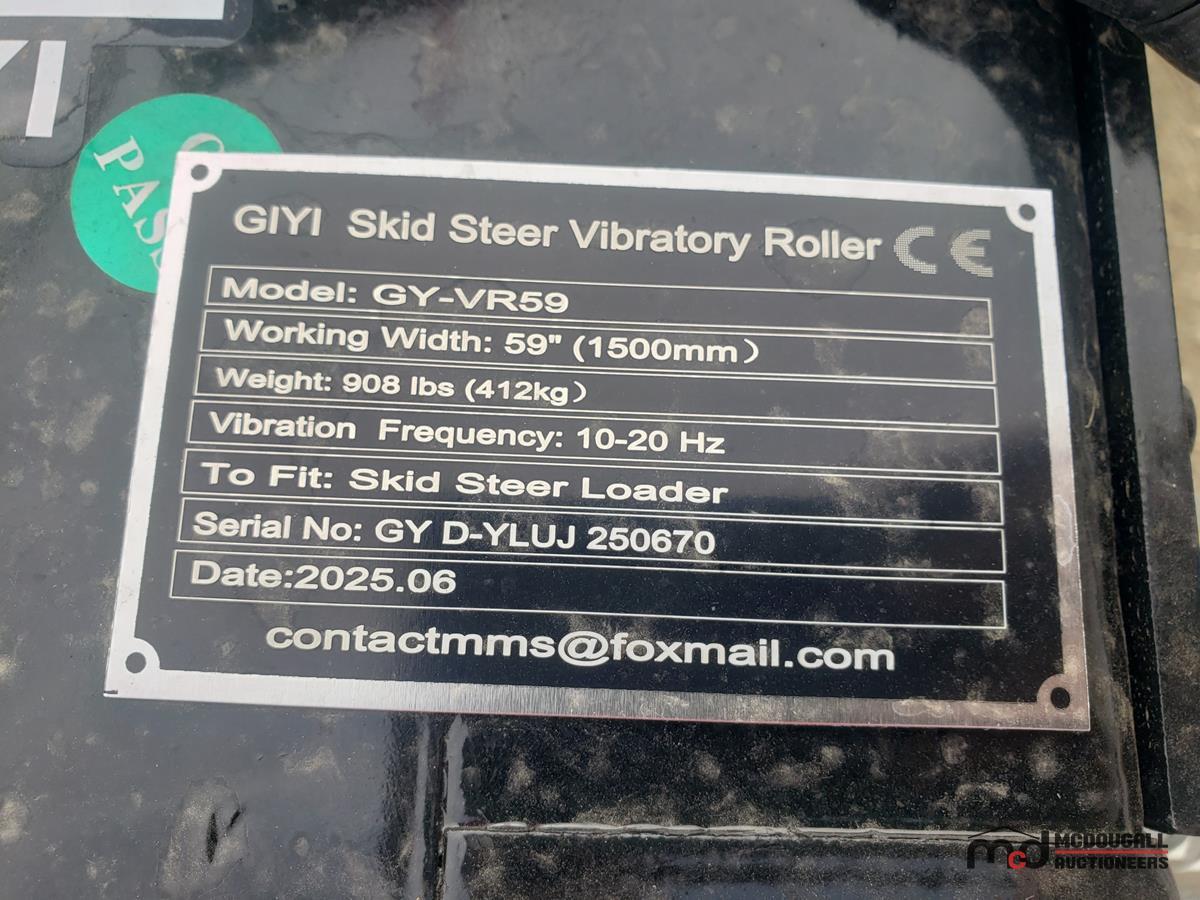 PASS
GIYI Skid Steer Vibratory Roller CE
Model: GY-VR59
Working Width: 59" (1500mm）
Weight: 908 lbs (412kg）
Vibration Frequency: 10-20 Hz
To Fit: Skid Steer Loader
Serial No: GY D-YLUJ 250670
Date:2025.06
contactmms@foxmail.com
mcd MCDOUGALL
AUCTIONEERS